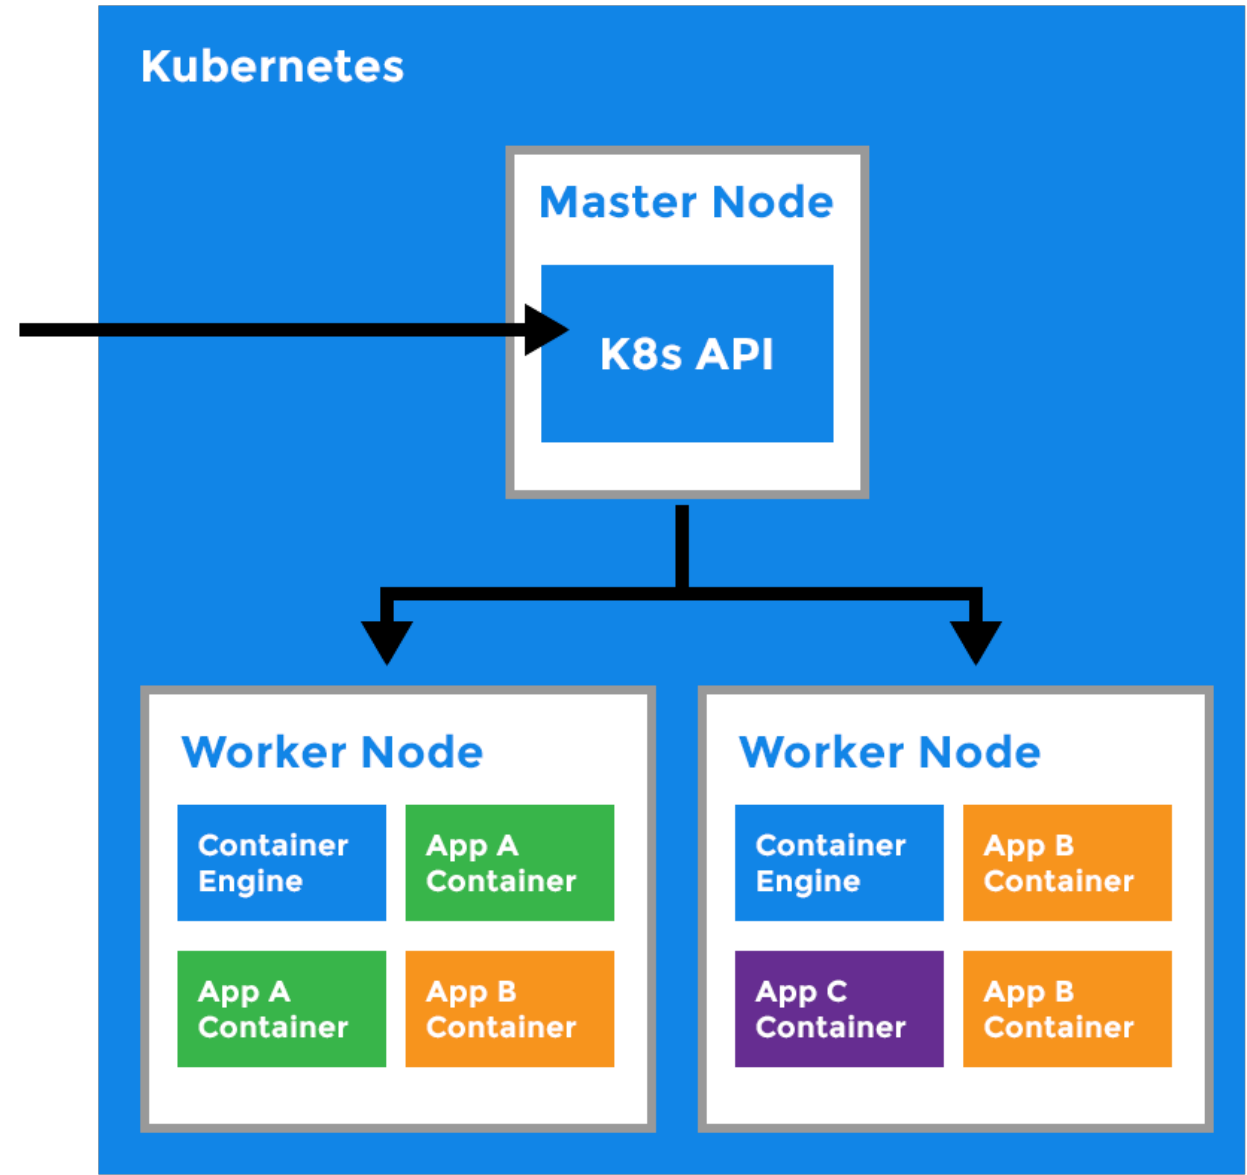 Kubernetes
Master Node
K8s API
Worker Node
Container
Engine
App A
Container
App A
Container
App B
Container
Worker Node
Container
Engine
App B
Container
App C
Container
App B
Container